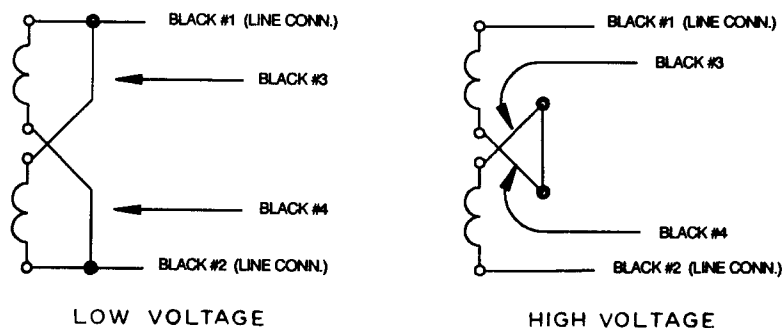 BLACK #1 (LINE CONN.)
BLACK #3
BLACK #4
BLACK #2 (LINE CONN.)
LOW VOLTAGE
BLACK #1 (LINE CONN.)
BLACK #3
BLACK #4
BLACK #2 (LINE CONN.)
HIGH VOLTAGE